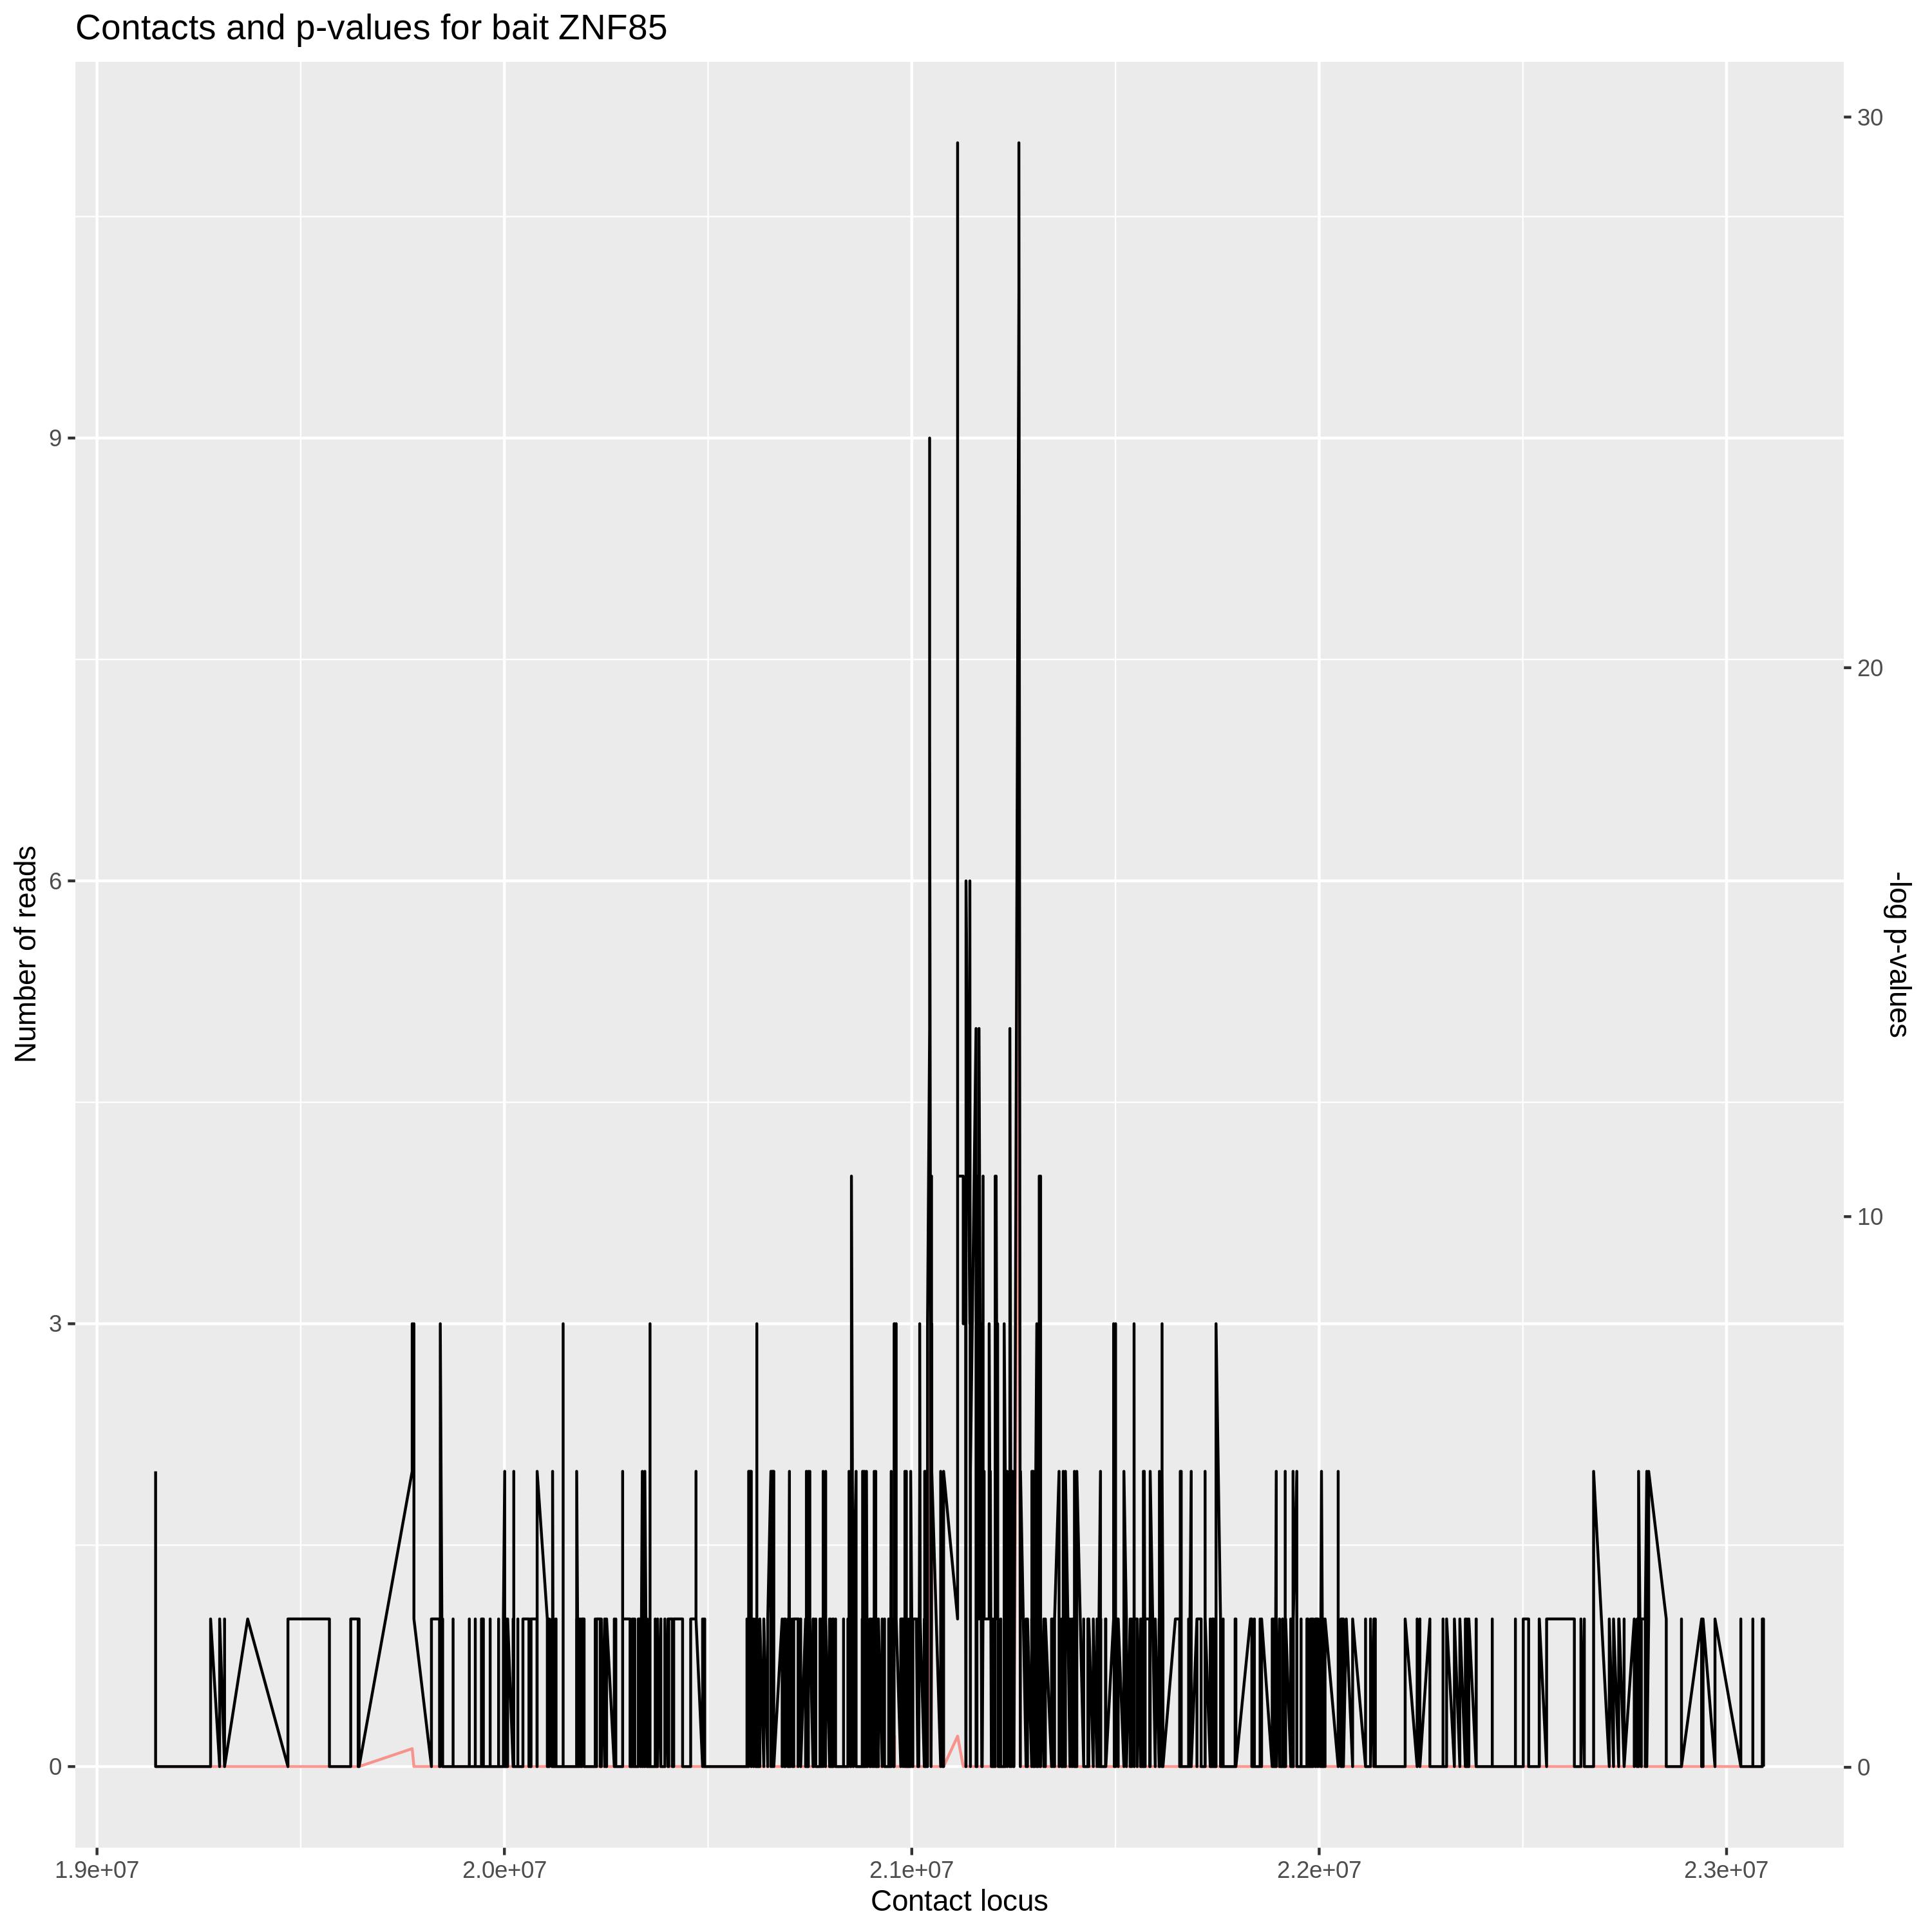 Contacts and p-values for bait ZNF85
30
9
20
6
Number of reads
-log p-values
10
3
0
0
1.9e+07 2.0e+07 2.1e+07 2.2e+07 2.3e+07
Contact locus